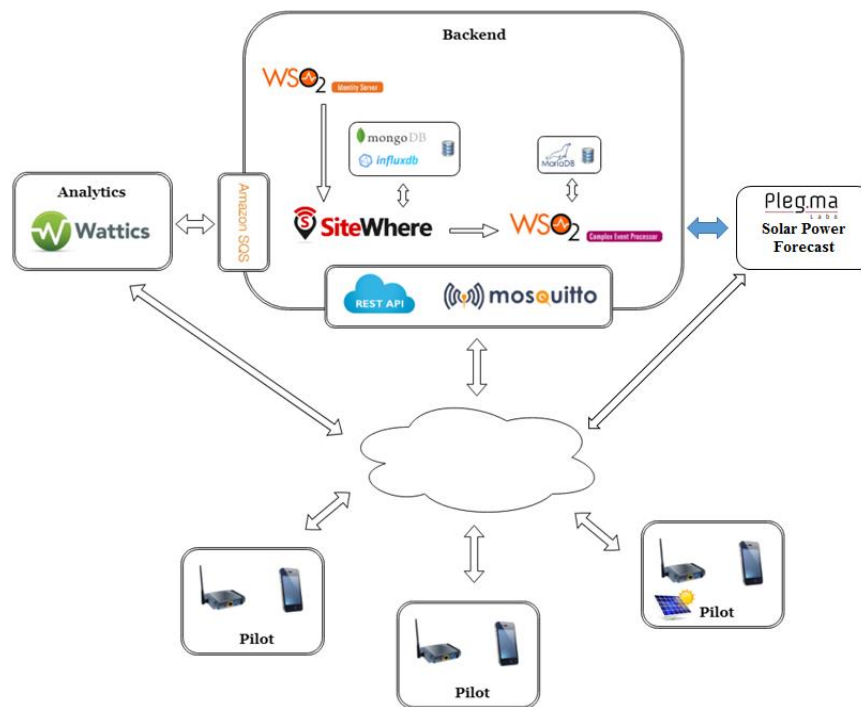 Backend
WSO2 Identity Server
mongoDB
influxdb
MariaDB
Analytics
Wattics
Amazon SQS
SiteWhere
WSO2 Complex Event Processor
Pleg.ma
Labs
Solar Power
Forecast
REST API
mosquitto
Pilot
Pilot
Pilot